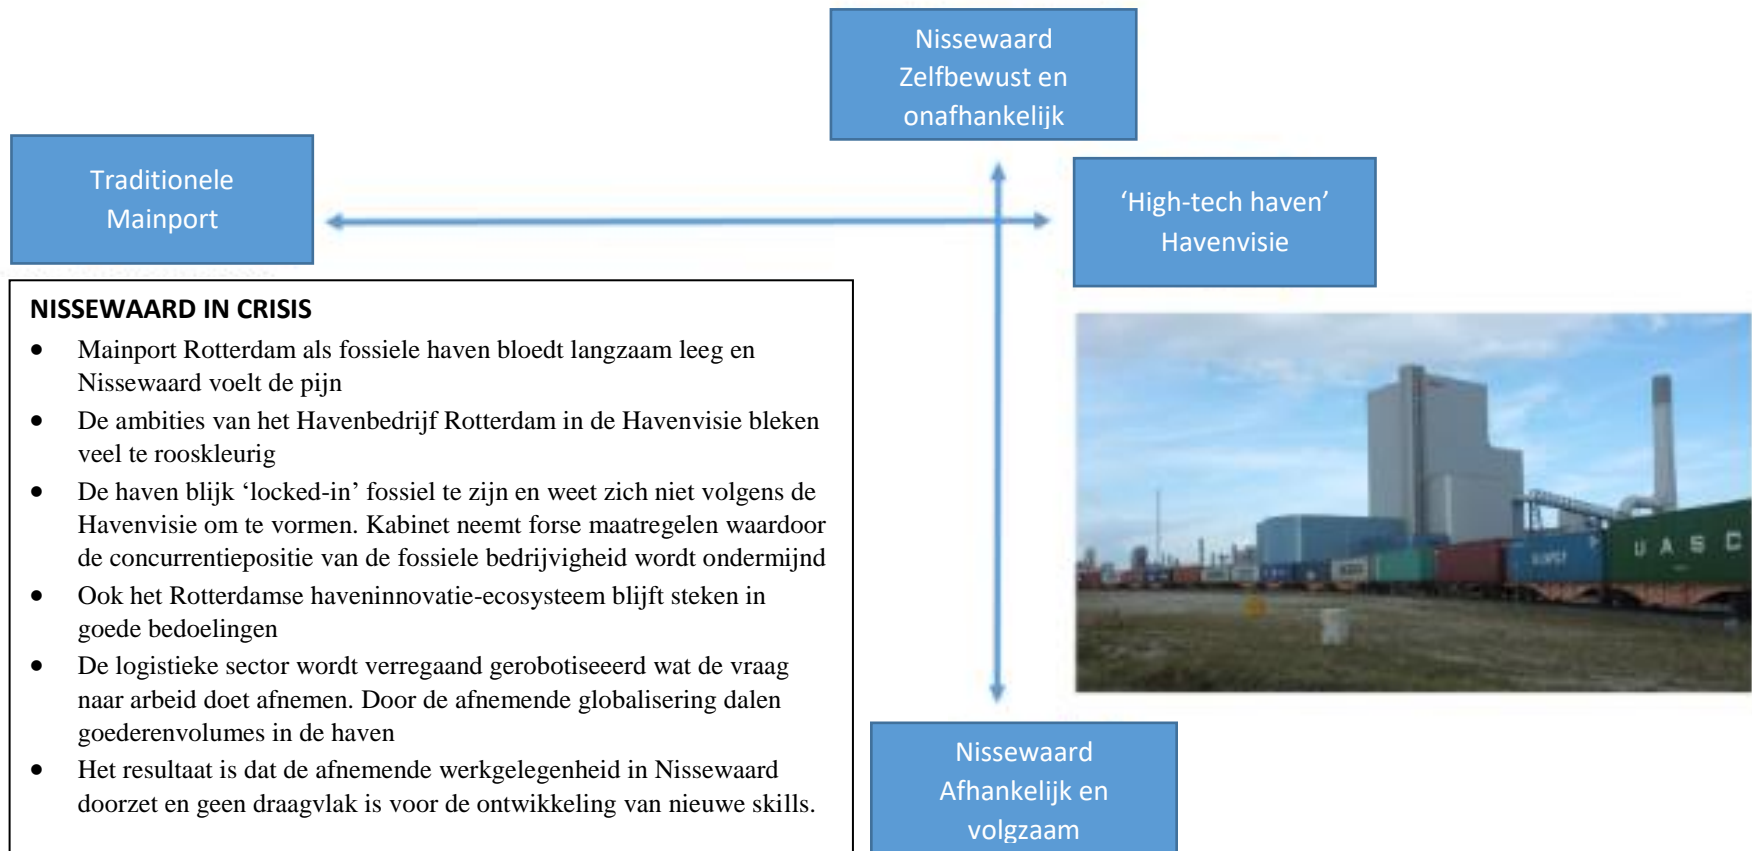 Nissewaard
Zelfbewust en
onafhankelijk
Traditionele
Mainport
‘High-tech haven’
Havenvisie
NISSEWAARD IN CRISIS
• Mainport Rotterdam als fossiele haven bloedt langzaam leeg en
Nissewaard voelt de pijn
• De ambities van het Havenbedrijf Rotterdam in de Havenvisie bleken
veel te rooskleurig
• De haven blijk ‘locked-in’ fossiel te zijn en weet zich niet volgens de
Havenvisie om te vormen. Kabinet neemt forse maatregelen waardoor
de concurrentiepositie van de fossiele bedrijvigheid wordt ondermijnd
• Ook het Rotterdamse haveninnovatie-ecosysteem blijft steken in
goede bedoelingen
• De logistieke sector wordt verregaand gerobotiseeerd wat de vraag
naar arbeid doet afnemen. Door de afnemende globalisering dalen
goederenvolumes in de haven
• Het resultaat is dat de afnemende werkgelegenheid in Nissewaard
doorzet en geen draagvlak is voor de ontwikkeling van nieuwe skills.
UASC
Nissewaard
Afhankelijk en
volgzaam